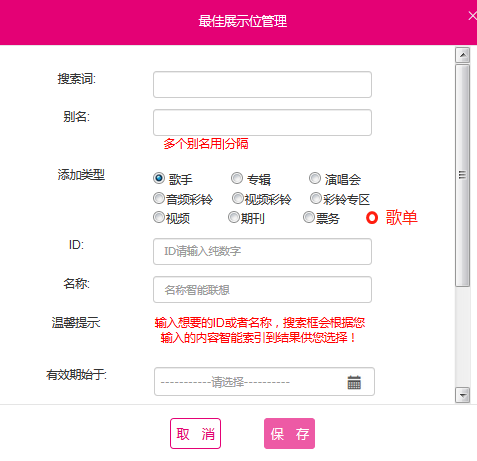 最佳展示位管理
搜索词:
别名:
多个别名用|分隔
添加类型 歌手 专辑 演唱会
音频彩铃 视频彩铃 彩铃专区
视频 期刊 票务 歌单
ID: ID请输入纯数字
名称: 名称智能联想
温馨提示: 输入想要的ID或者名称，搜索框会根据您
输入的内容智能索引到结果供您选择！
有效期始于: -----------请选择----------
取 消 保 存